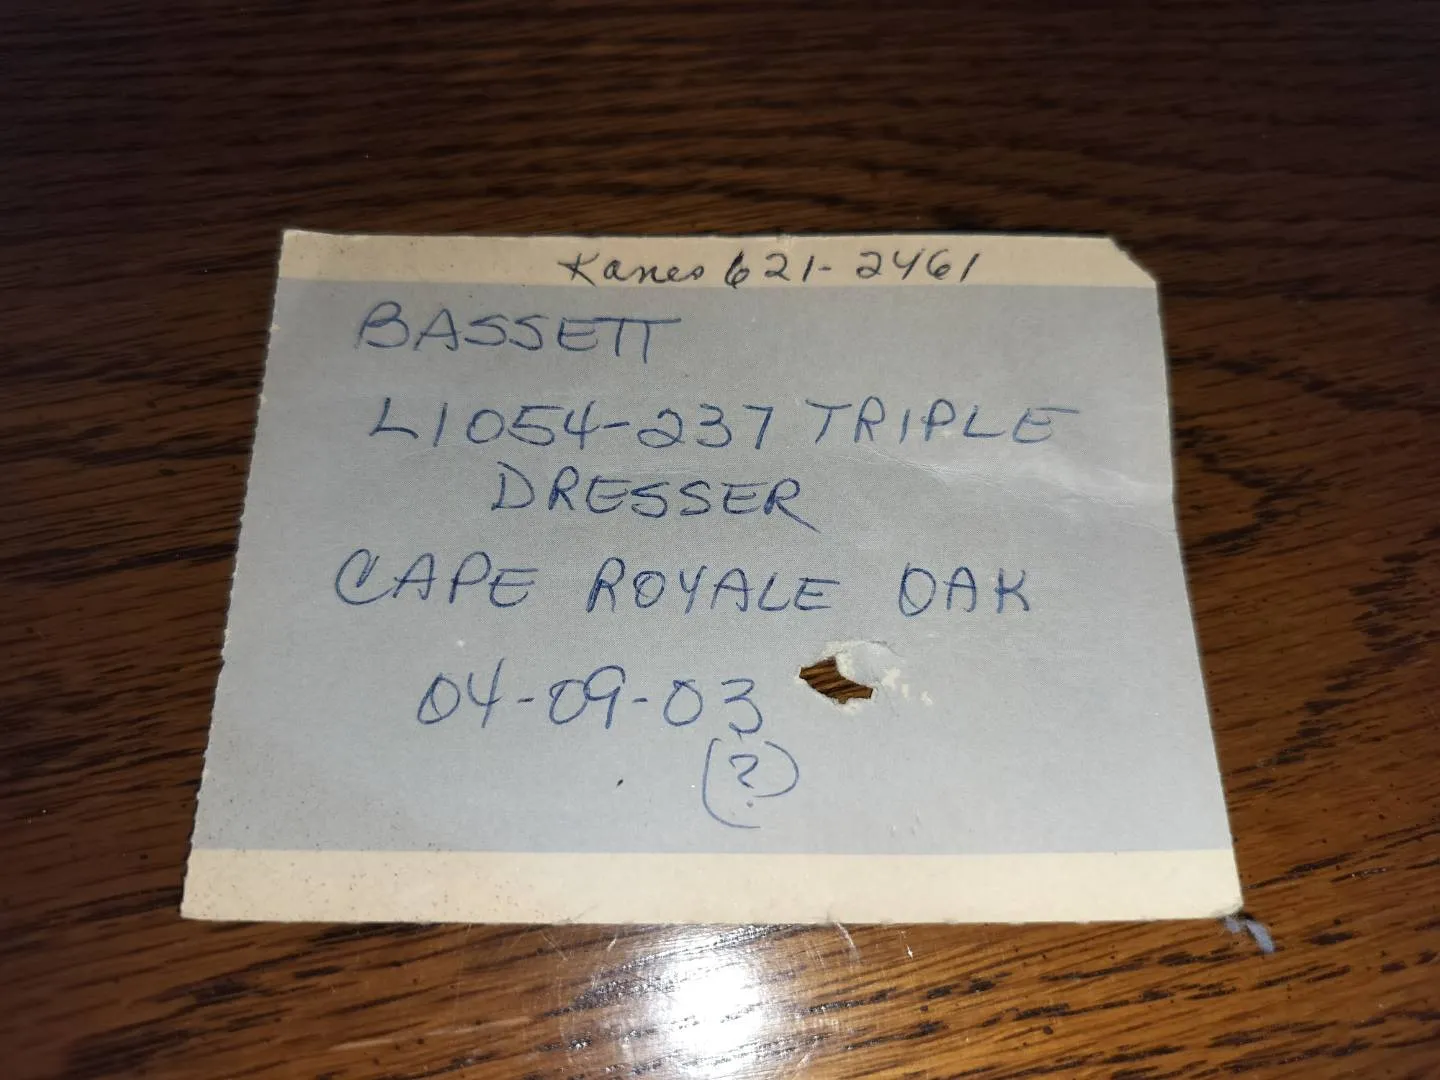 Kanes 621-2461
BASSETT
L1054-237 TRIPLE
DRESSER
CAPE ROYALE OAK
04-09-03
(?)